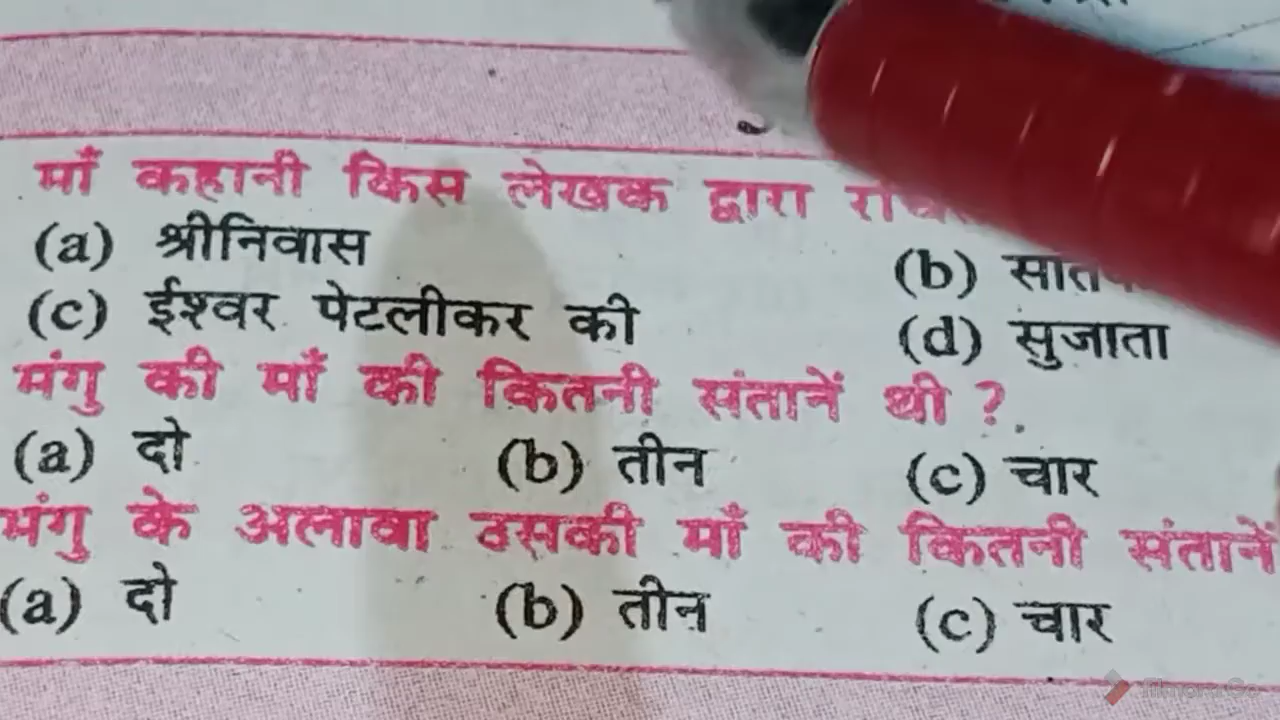 माँ कहानी किस लेखक द्वारा
(a) श्रीनिवास (b)
(c) ईश्वर पेटलीकर की (d) सुजाता
मंगु की माँ की कितनी संतानें थी ?
(a) दो (b) तीन (c) चार
मंगु के अलावा उसकी माँ की कितनी संतानें
(a) दो (b) तीन (c) चार